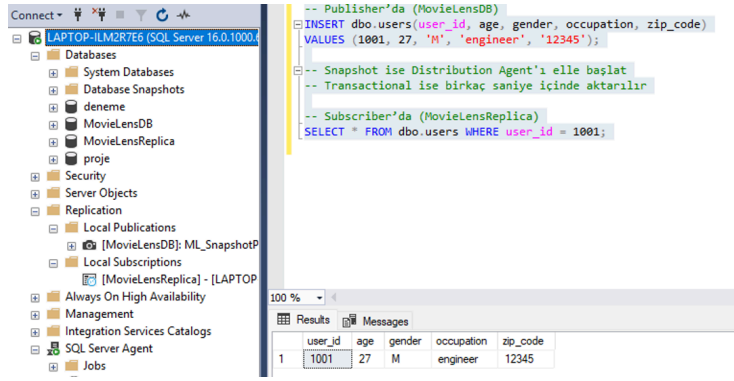 Connect
LAPTOP-ILM2R7E6 (SQL Server 16.0.1000.6
Databases
System Databases
Database Snapshots
deneme
MovieLensDB
MovieLensReplica
proje
Security
Server Objects
Replication
Local Publications
[MovieLensDB]: ML_SnapshotP
Local Subscriptions
[MovieLensReplica] - [LAPTOP
Always On High Availability
Management
Integration Services Catalogs
SQL Server Agent
Jobs
-- Publisher'da (MovieLensDB)
INSERT dbo.users(user_id, age, gender, occupation, zip_code)
VALUES (1001, 27, 'M', 'engineer', '12345');
-- Snapshot ise Distribution Agent'ı elle başlat
-- Transactional ise birkaç saniye içinde aktarılır
-- Subscriber'da (MovieLensReplica)
SELECT * FROM dbo.users WHERE user_id = 1001;
100 %
Results Messages
user_id age gender occupation zip_code
1 1001 27 M engineer 12345